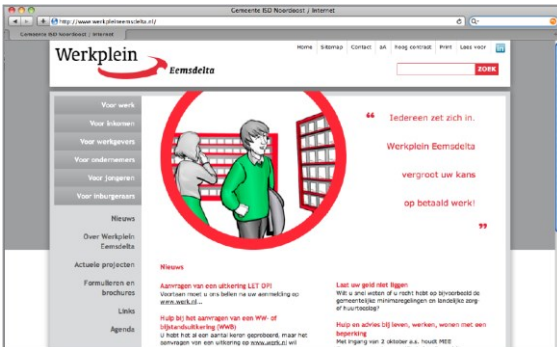 Gemeente ISD Noordoost / Internet
http://www.werkpleineemsdelta.nl/
Gemeente ISD Noordoost / Internet
Werkplein
Eemsdelta
Home Sitemap Contact aA hoog contrast Print Lees voor in
ZOEK
Voor werk
Voor inkomen
Voor werkgevers
Voor ondernemers
Voor jongeren
Voor inburgeraars
Nieuws
Over Werkplein
Eemsdelta
Actuele projecten
Formulieren en
brochures
Links
Agenda
“ Iedereen zet zich in.
Werkplein Eemsdelta
vergroot uw kans
op betaald werk!
”
Nieuws
Aanvragen van een uitkering LET OP!
Voortaan moet u ons bellen na uw aanmelding op
www.werk.nl...
Hulp bij het aanvragen van een WW- of
bijstandsuitkering (WWB)
U hebt het al een aantal keren geprobeerd, maar het
aanvragen van een uitkering op www.werk.nl wil
Laat uw geld niet liggen
Wilt u snel weten of u recht hebt op bijvoorbeeld de
gemeentelijke minimaregelingen en landelijke zorg-
of huurtoeslag?
Hulp en advies bij leven, werken, wonen met een
beperking
Met ingang van 2 oktober a.s. houdt MEE